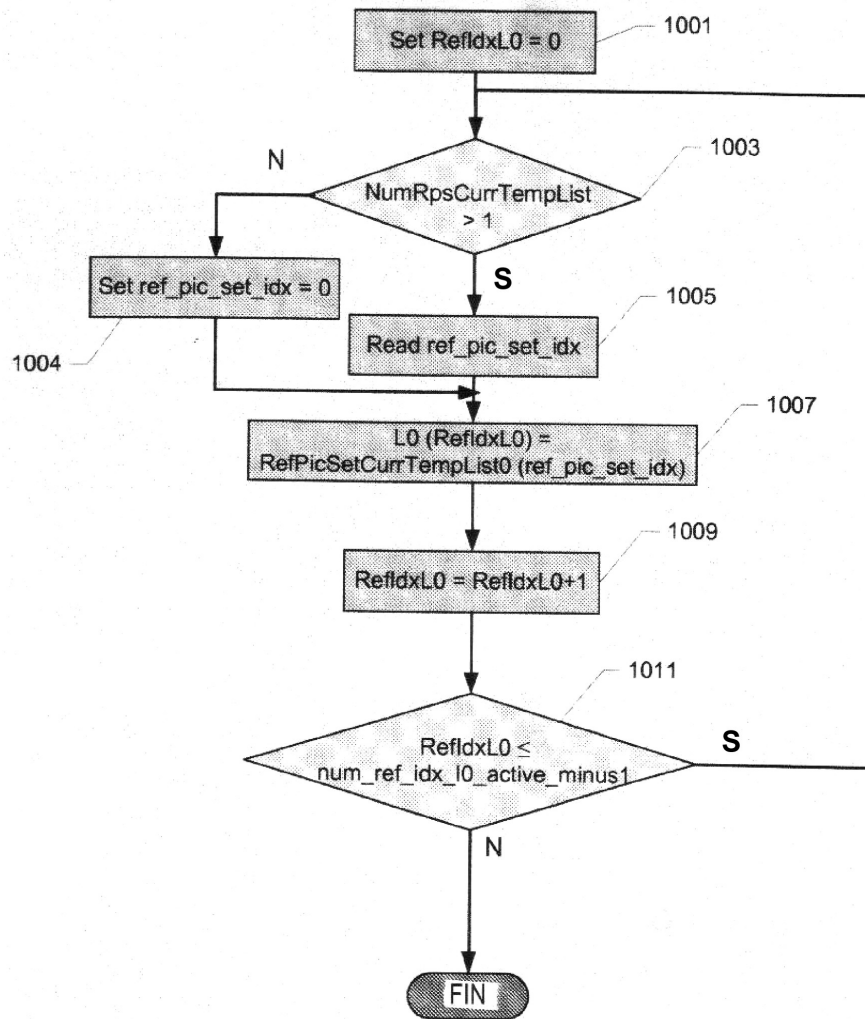 Set RefIdxL0 = 0
1001
N
NumRpsCurrTempList
> 1
1003
Set ref_pic_set_idx = 0
1004
S
1005
Read ref_pic_set_idx
1007
L0 (RefIdxL0) =
RefPicSetCurrTempList0 (ref_pic_set_idx)
1009
RefIdxL0 = RefIdxL0+1
1011
RefIdxL0 ≤
num_ref_idx_l0_active_minus1
S
N
FIN